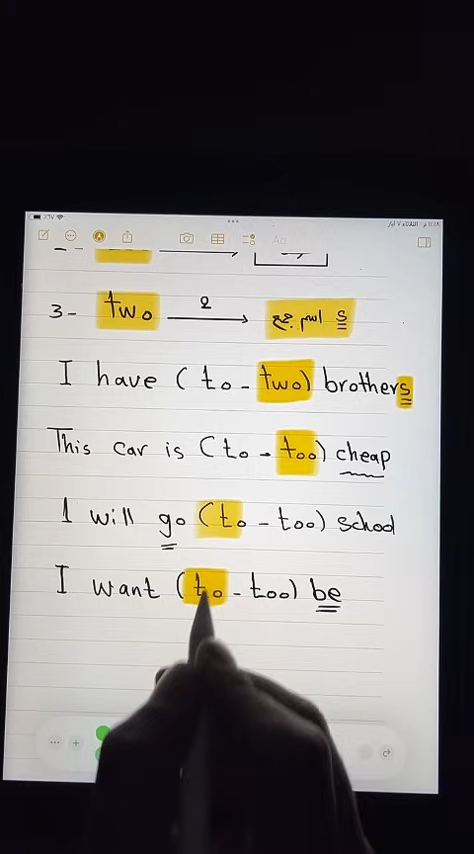 3- two 2 اسم جمع s
I have (to - two) brothers
This car is (to - too) cheap
I will go (to - too) school
I want (to - too) be